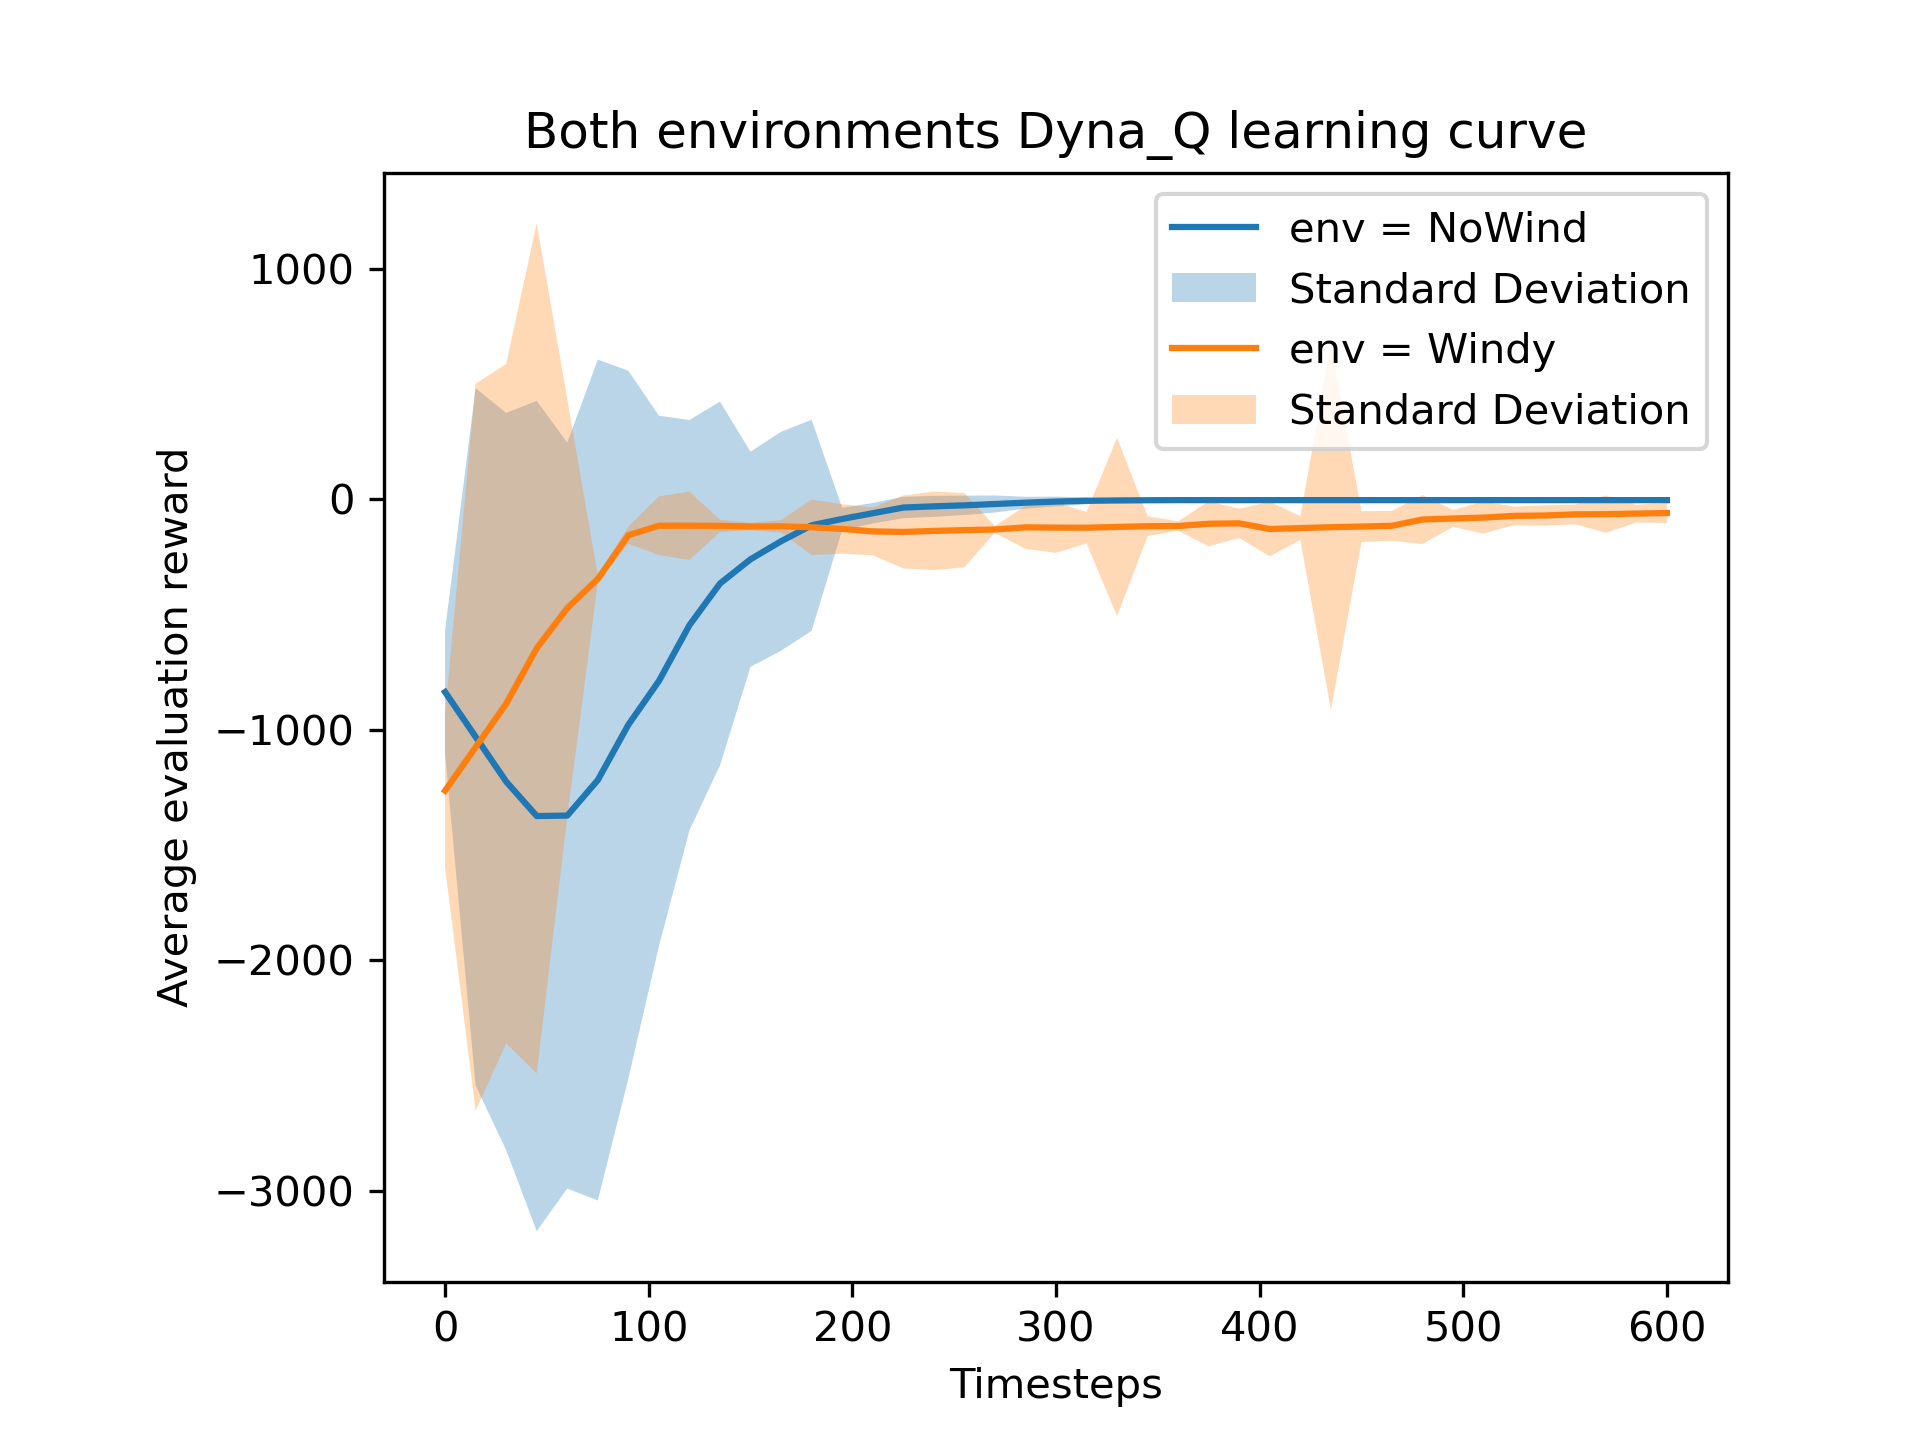 Both environments Dyna_Q learning curve
env = NoWind
Standard Deviation
env = Windy
Standard Deviation
Average evaluation reward
1000
0
−1000
−2000
−3000
0 100 200 300 400 500 600
Timesteps